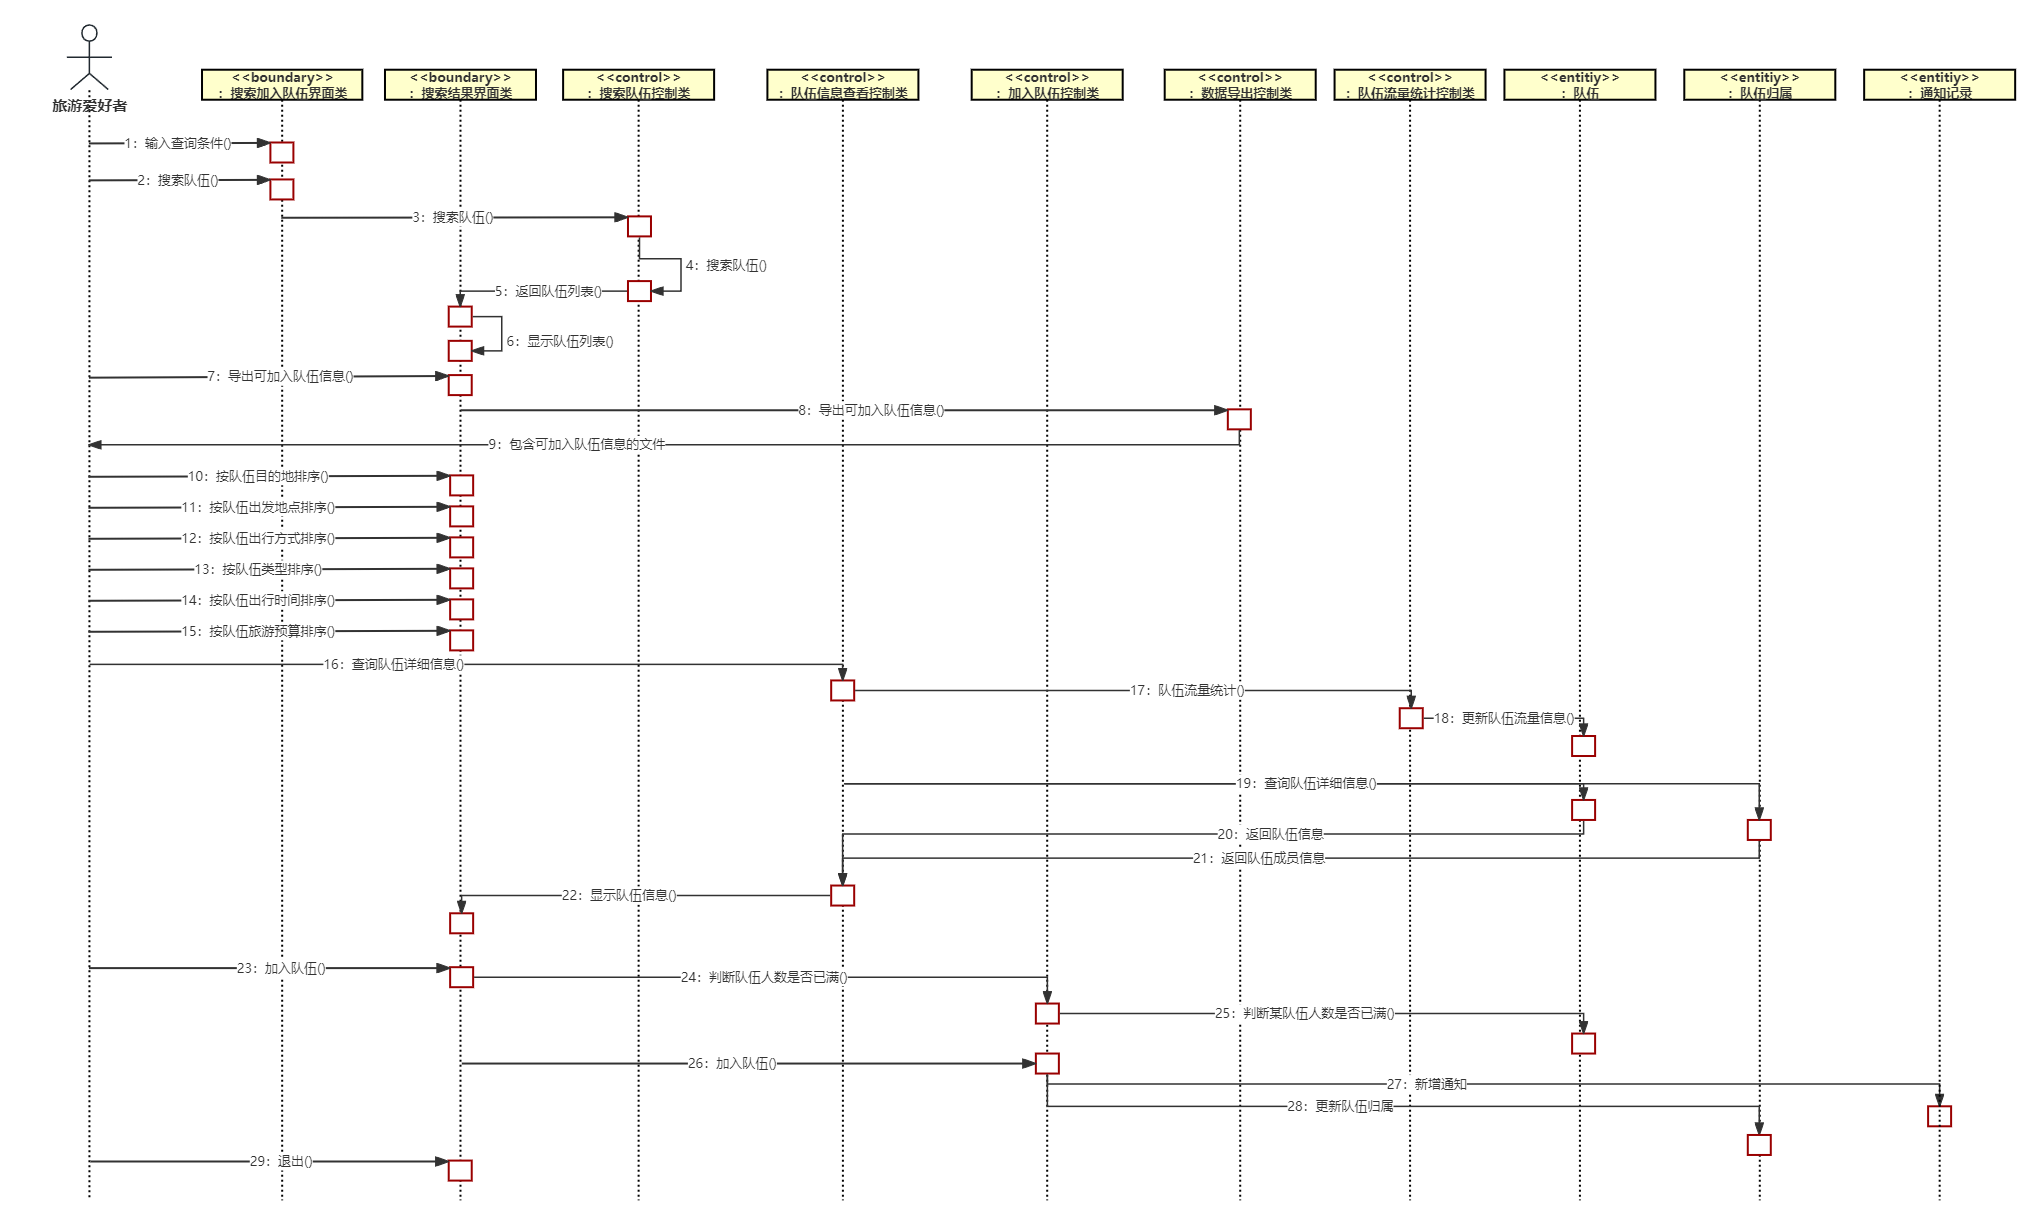 旅游爱好者
<<boundary>>
: 搜索加入队伍界面类
<<boundary>>
: 搜索结果界面类
<<control>>
: 搜索队伍控制类
<<control>>
: 队伍信息查看控制类
<<control>>
: 加入队伍控制类
<<control>>
: 数据导出控制类
<<control>>
: 队伍流量统计控制类
<<entitiy>>
: 队伍
<<entitiy>>
: 队伍归属
<<entitiy>>
: 通知记录
1: 输入查询条件()
2: 搜索队伍()
3: 搜索队伍()
4: 搜索队伍()
5: 返回队伍列表()
6: 显示队伍列表()
7: 导出可加入队伍信息()
8: 导出可加入队伍信息()
9: 包含可加入队伍信息的文件
10: 按队伍目的地排序()
11: 按队伍出发地点排序()
12: 按队伍出行方式排序()
13: 按队伍类型排序()
14: 按队伍出行时间排序()
15: 按队伍旅游预算排序()
16: 查询队伍详细信息()
17: 队伍流量统计()
18: 更新队伍流量信息()
19: 查询队伍详细信息()
20: 返回队伍信息
21: 返回队伍成员信息
22: 显示队伍信息()
23: 加入队伍()
24: 判断队伍人数是否已满()
25: 判断某队伍人数是否已满()
26: 加入队伍()
27: 新增通知
28: 更新队伍归属
29: 退出()